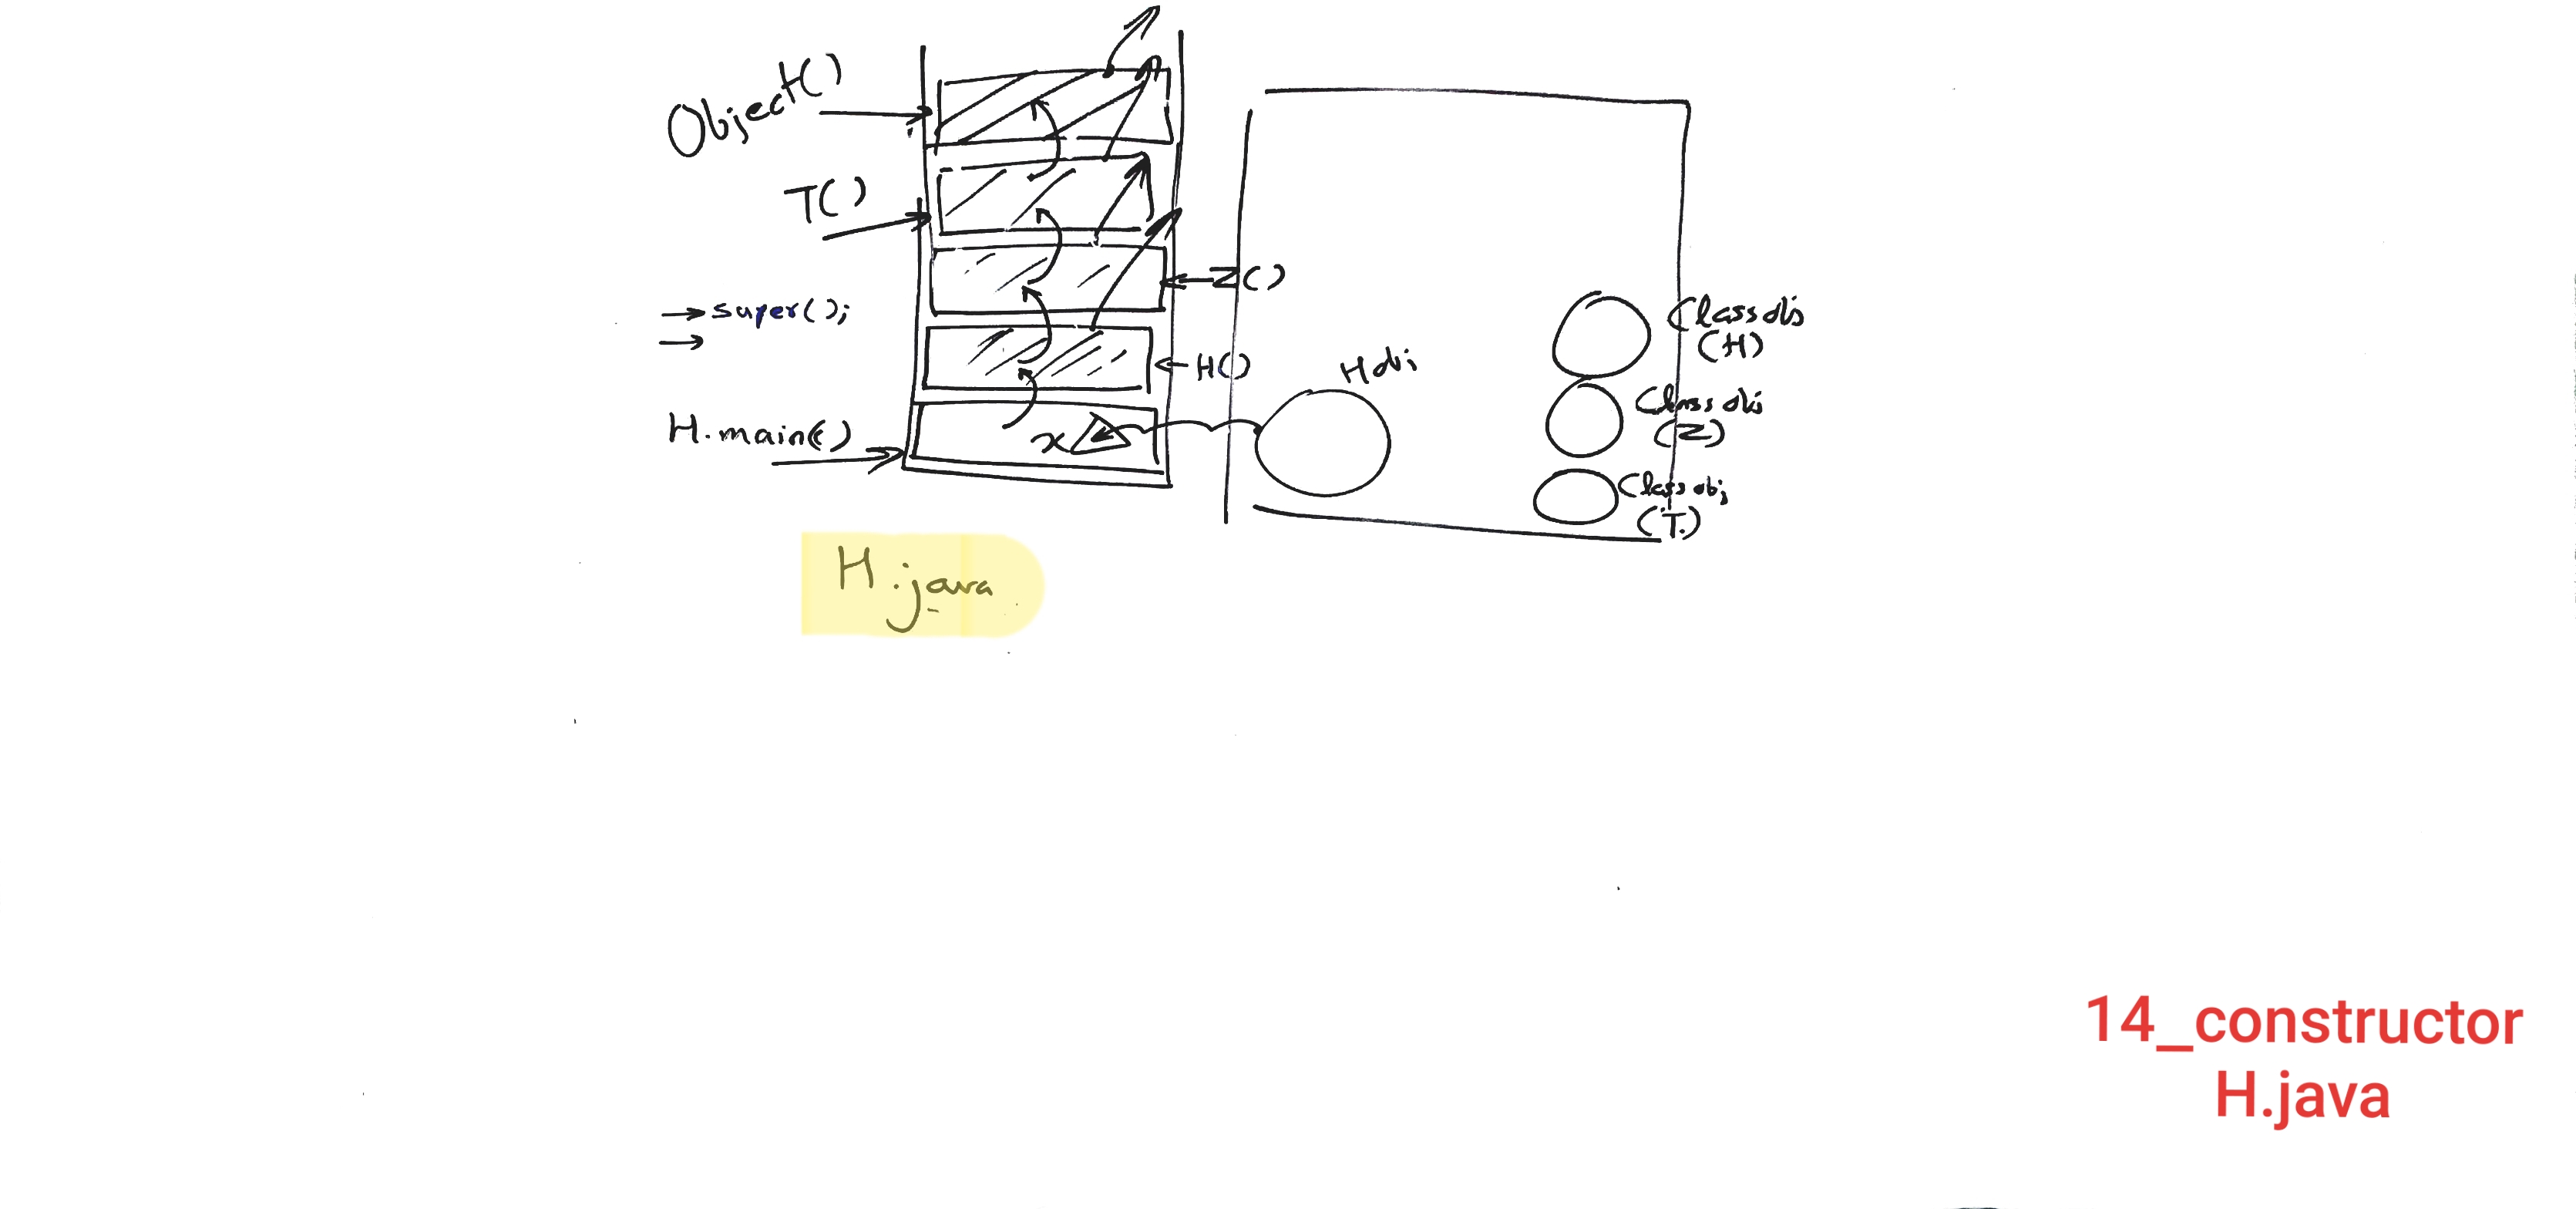 Object()
T()
Z()
→ super();
→
H()
H.main()
x
H obj
Class obj
(H)
Class obj
(Z)
Class obj
(T)
H.java
14_constructor
H.java